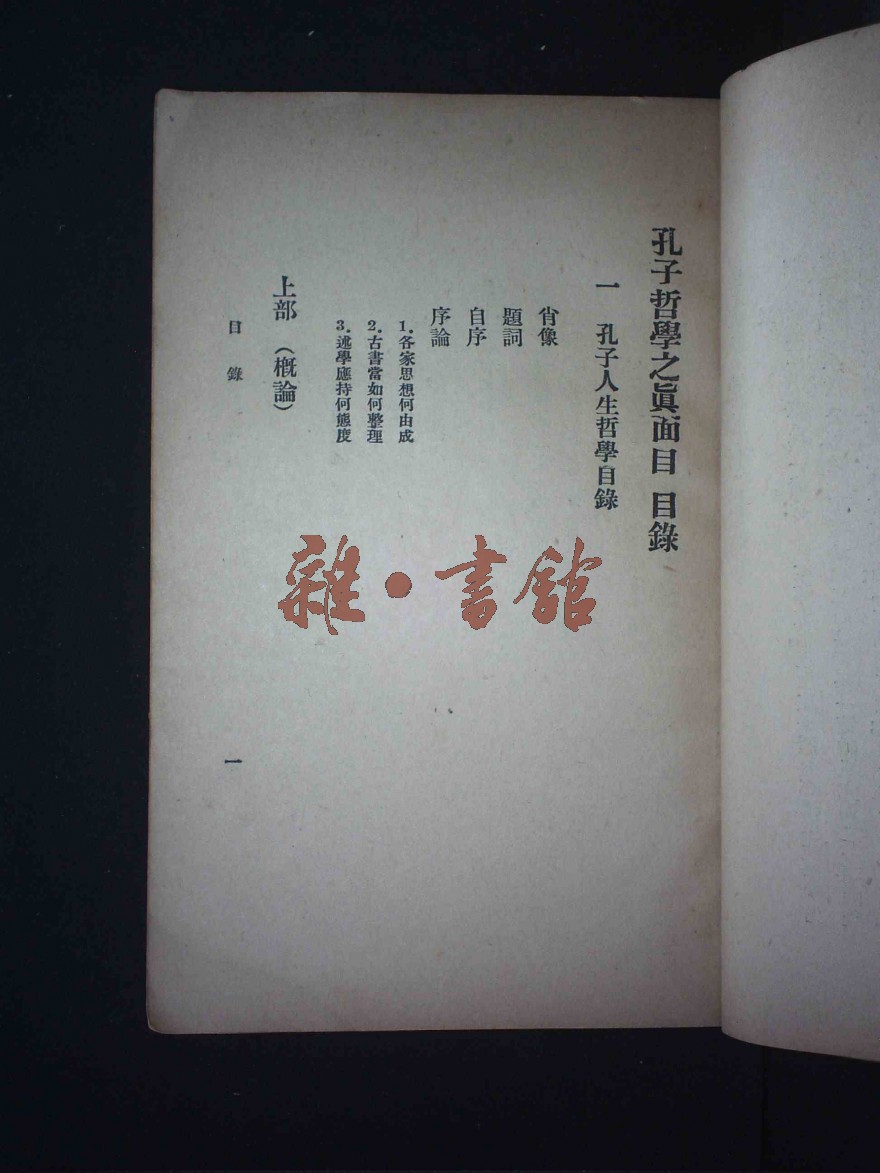 孔子哲學之眞面目 目錄
一 孔子人生哲學目錄
肖像
題詞
自序
序論
1.各家思想何由成
2.古書當如何整理
3.述學應持何態度
上部（概論）
目錄
一
雜·書館